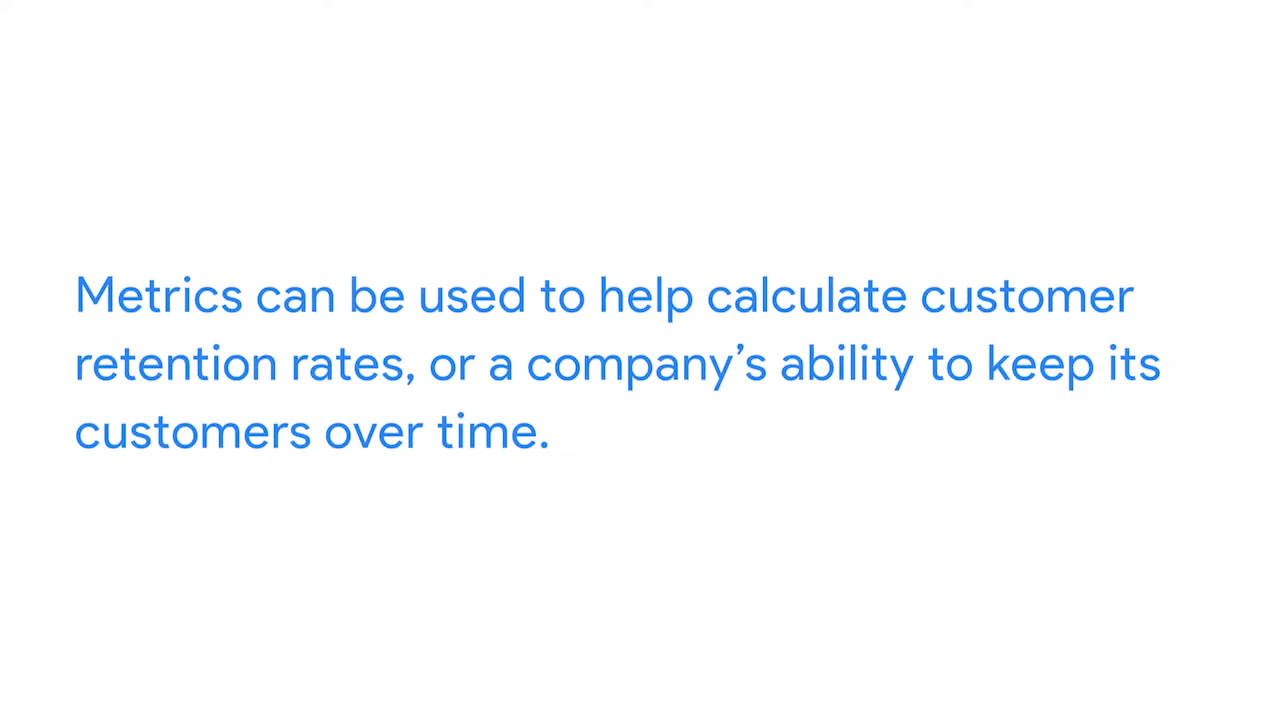 Metrics can be used to help calculate customer
retention rates, or a company’s ability to keep its
customers over time.